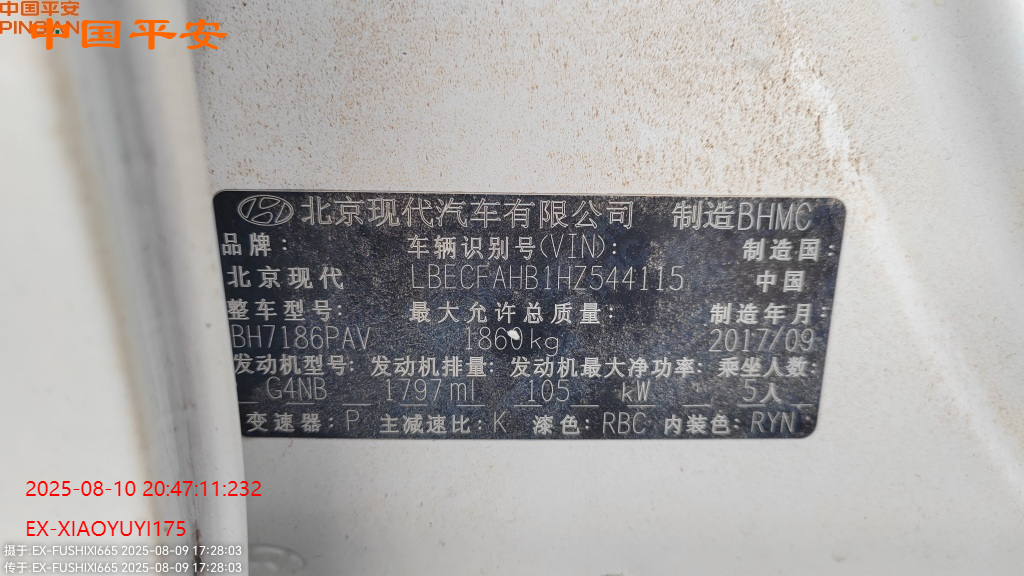 中国平安
PINGAN
中国平安
北京现代汽车有限公司 制造BHMC
品牌: 车辆识别号(VIN): 制造国:
北京现代 LBECFAHB1HZ544115 中国
整车型号: 最大允许总质量: 制造年月:
BH7186PAV 1860kg 2017/09
发动机型号: 发动机排量: 发动机最大净功率: 乘坐人数:
G4NB 1797ml 105 kW 5人
变速器: P 主减速比: K 漆色: RBC 内装色: RYN
2025-08-10 20:47:11:232
EX-XIAOYUYI175
摄于 EX-FUSHIXI665 2025-08-09 17:28:03
传于 EX-FUSHIXI665 2025-08-09 17:28:03